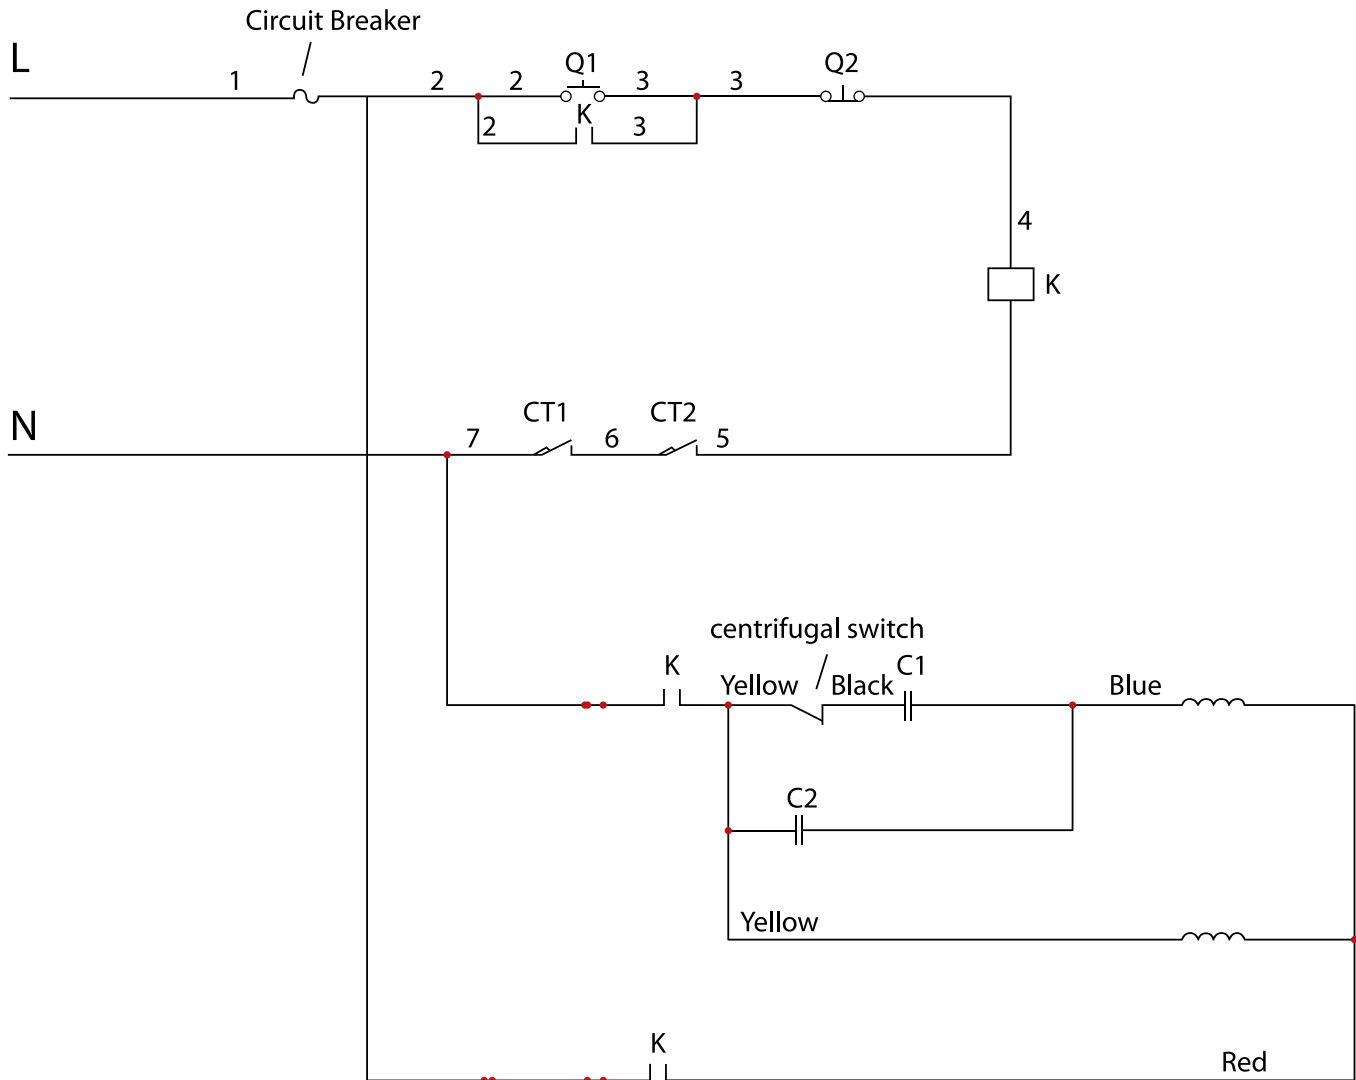 Circuit Breaker
L
1
2
2
Q1
3
3
Q2
2
K
3
4
K
N
7
CT1
6
CT2
5
centrifugal switch
K
Yellow
Black
C1
Blue
C2
Yellow
K
Red